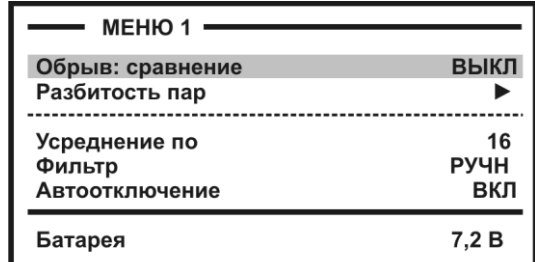 МЕНЮ 1
Обрыв: сравнение ВЫКЛ
Разбитость пар ▶
Усреднение по 16
Фильтр РУЧН
Автоотключение ВКЛ
Батарея 7,2 В